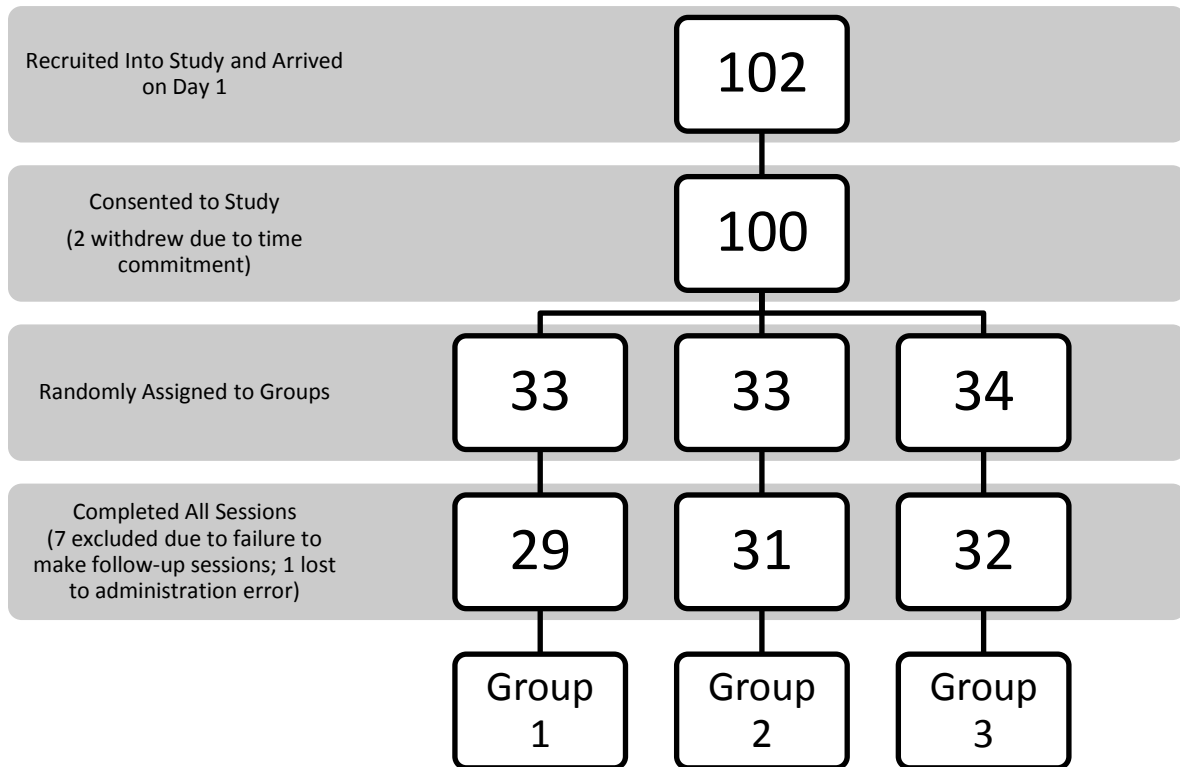 Recruited Into Study and Arrived
on Day 1
102
Consented to Study
(2 withdrew due to time
commitment)
100
Randomly Assigned to Groups
33
33
34
Completed All Sessions
(7 excluded due to failure to
make follow-up sessions; 1 lost
to administration error)
29
31
32
Group
1
Group
2
Group
3